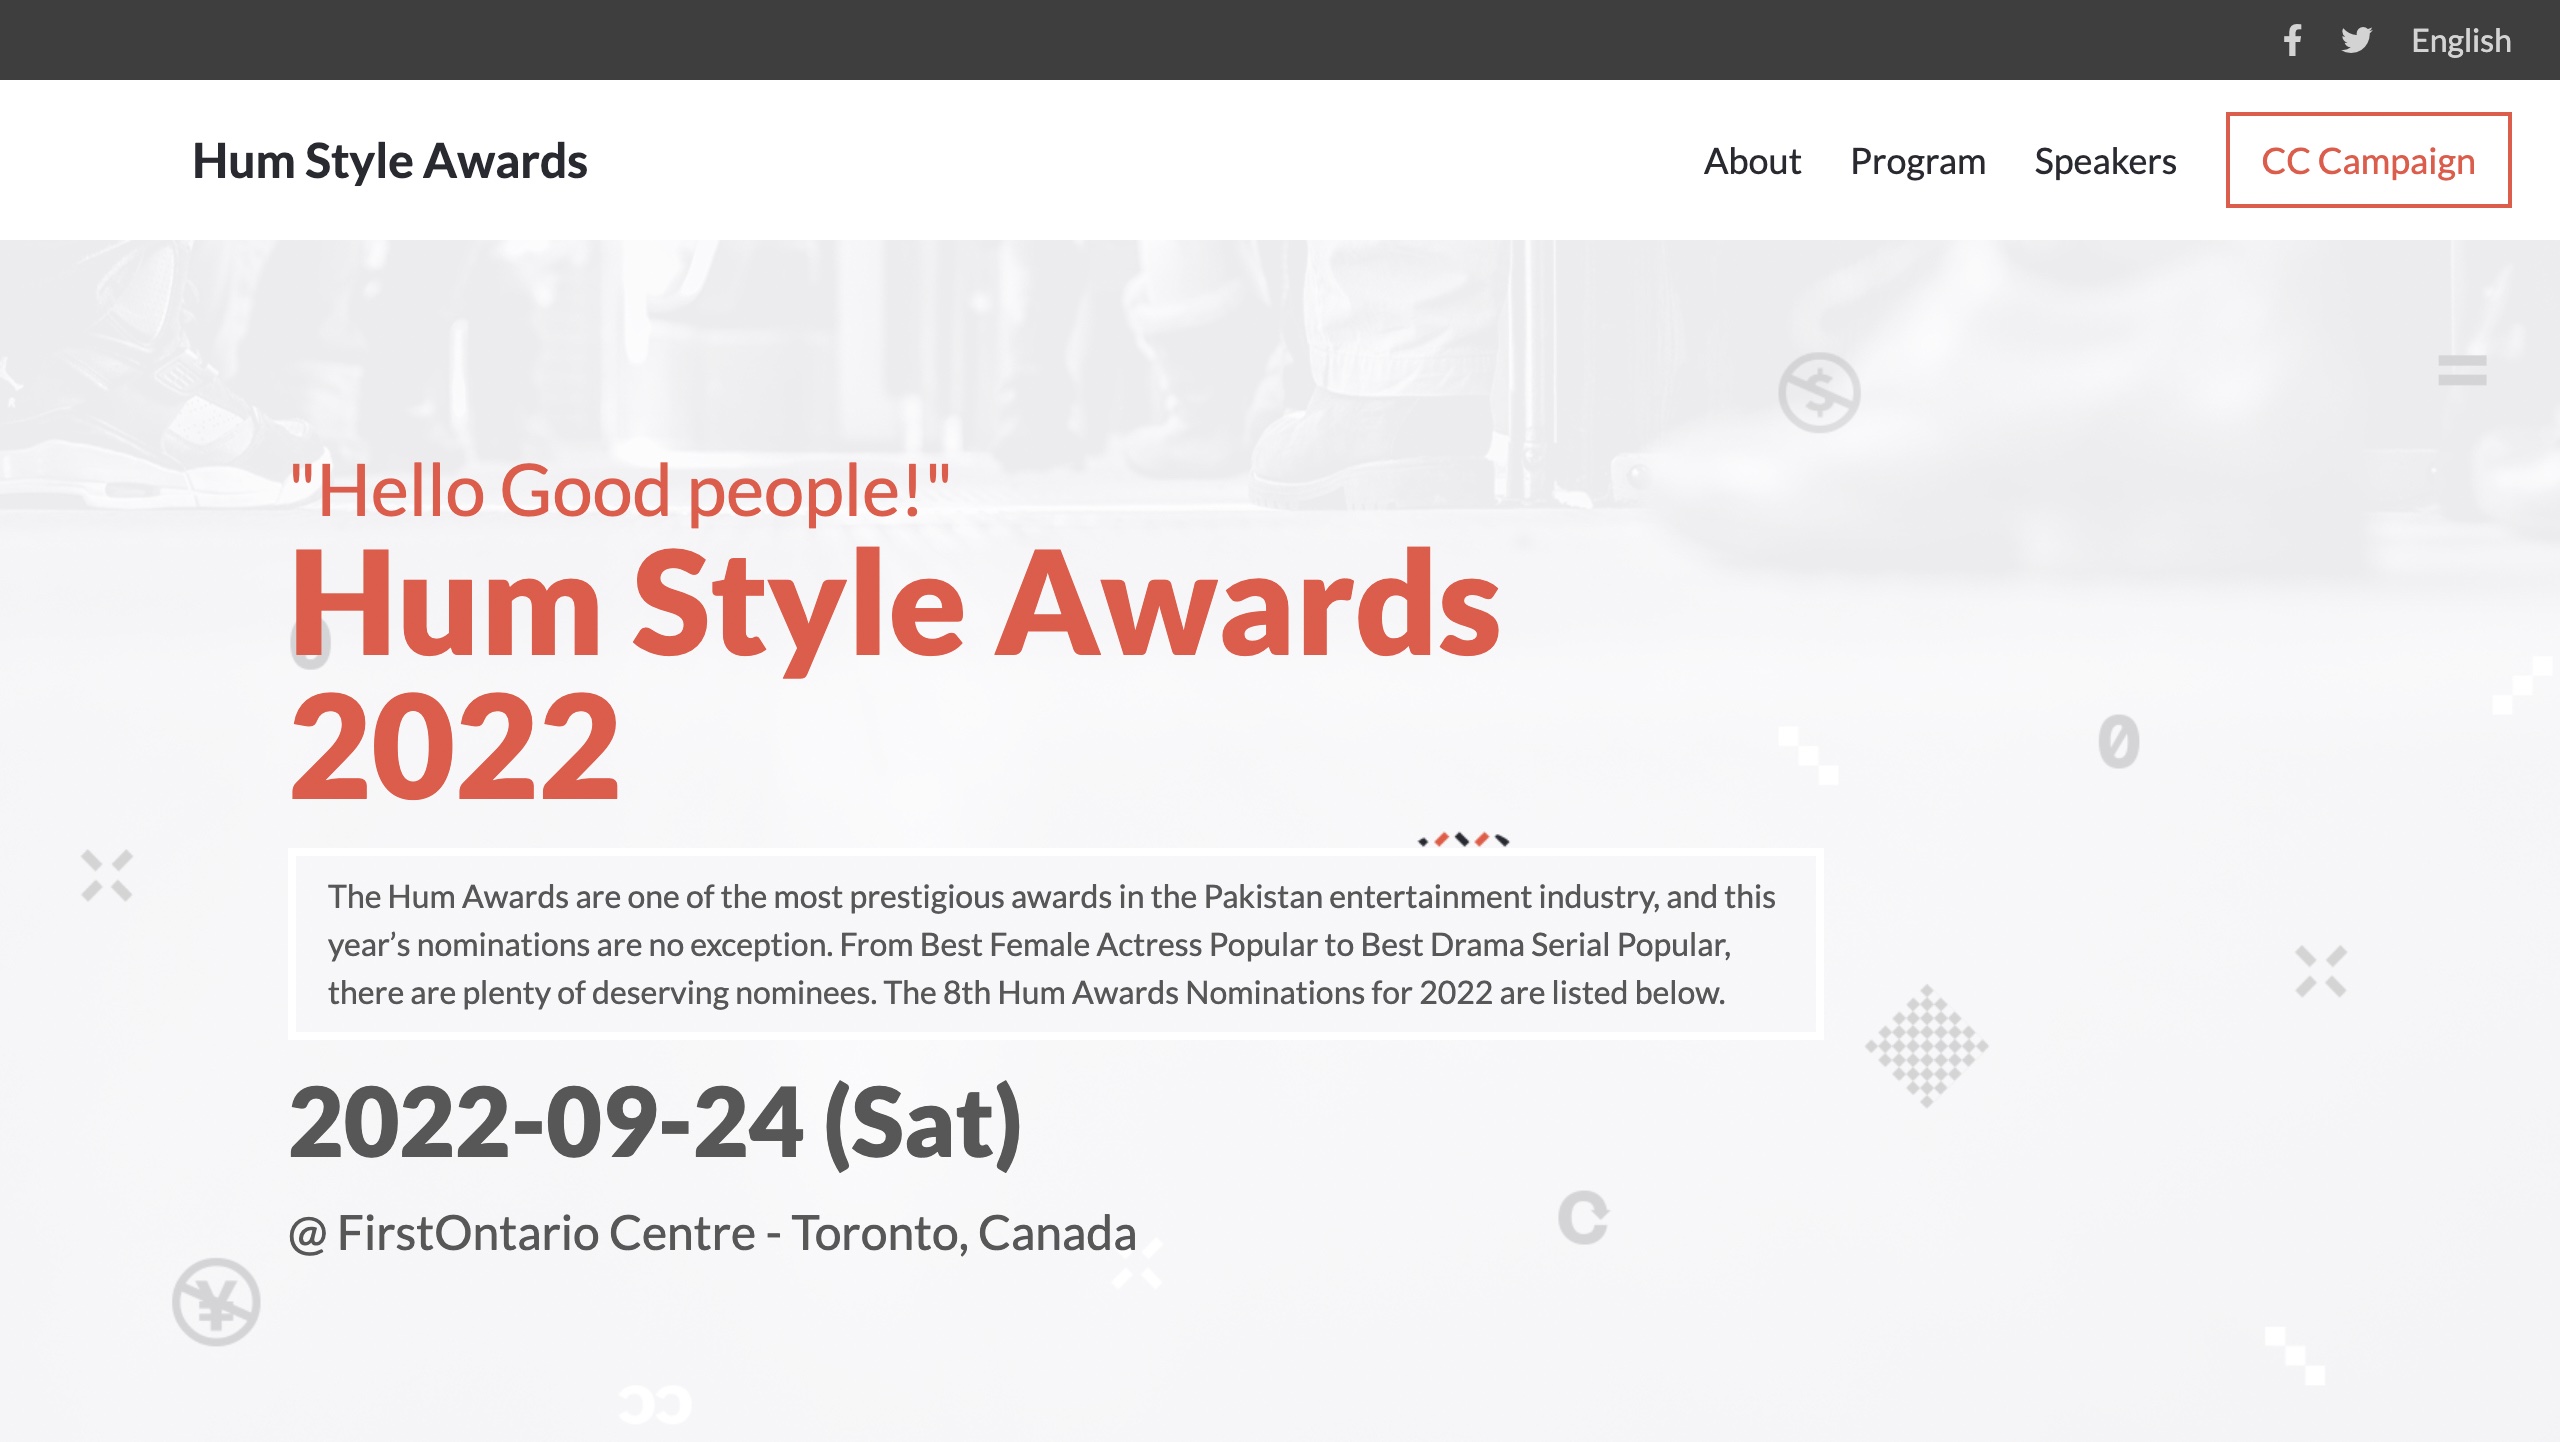 English
Hum Style Awards
About
Program
Speakers
CC Campaign
"Hello Good people!"
Hum Style Awards
2022
The Hum Awards are one of the most prestigious awards in the Pakistan entertainment industry, and this
year’s nominations are no exception. From Best Female Actress Popular to Best Drama Serial Popular,
there are plenty of deserving nominees. The 8th Hum Awards Nominations for 2022 are listed below.
2022-09-24 (Sat)
@ FirstOntario Centre - Toronto, Canada